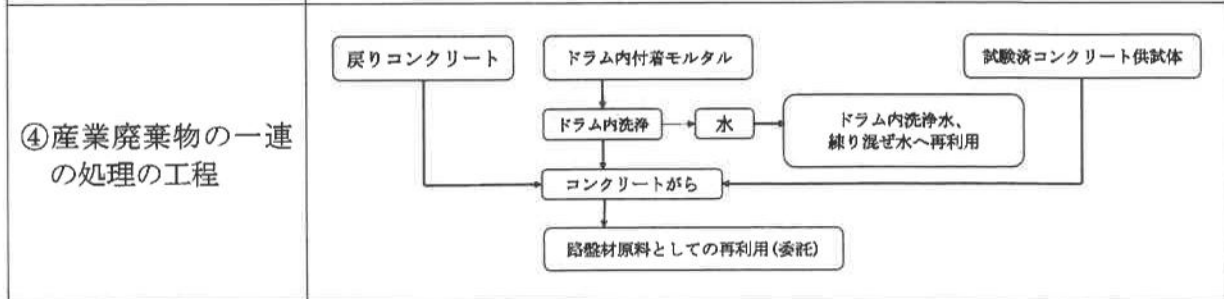 ④産業廃棄物の一連
の処理の工程
戻りコンクリート
ドラム内付着モルタル
試験済コンクリート供試体
ドラム内洗浄
水
ドラム内洗浄水、
練り混ぜ水へ再利用
コンクリートがら
路盤材原料としての再利用(委託)